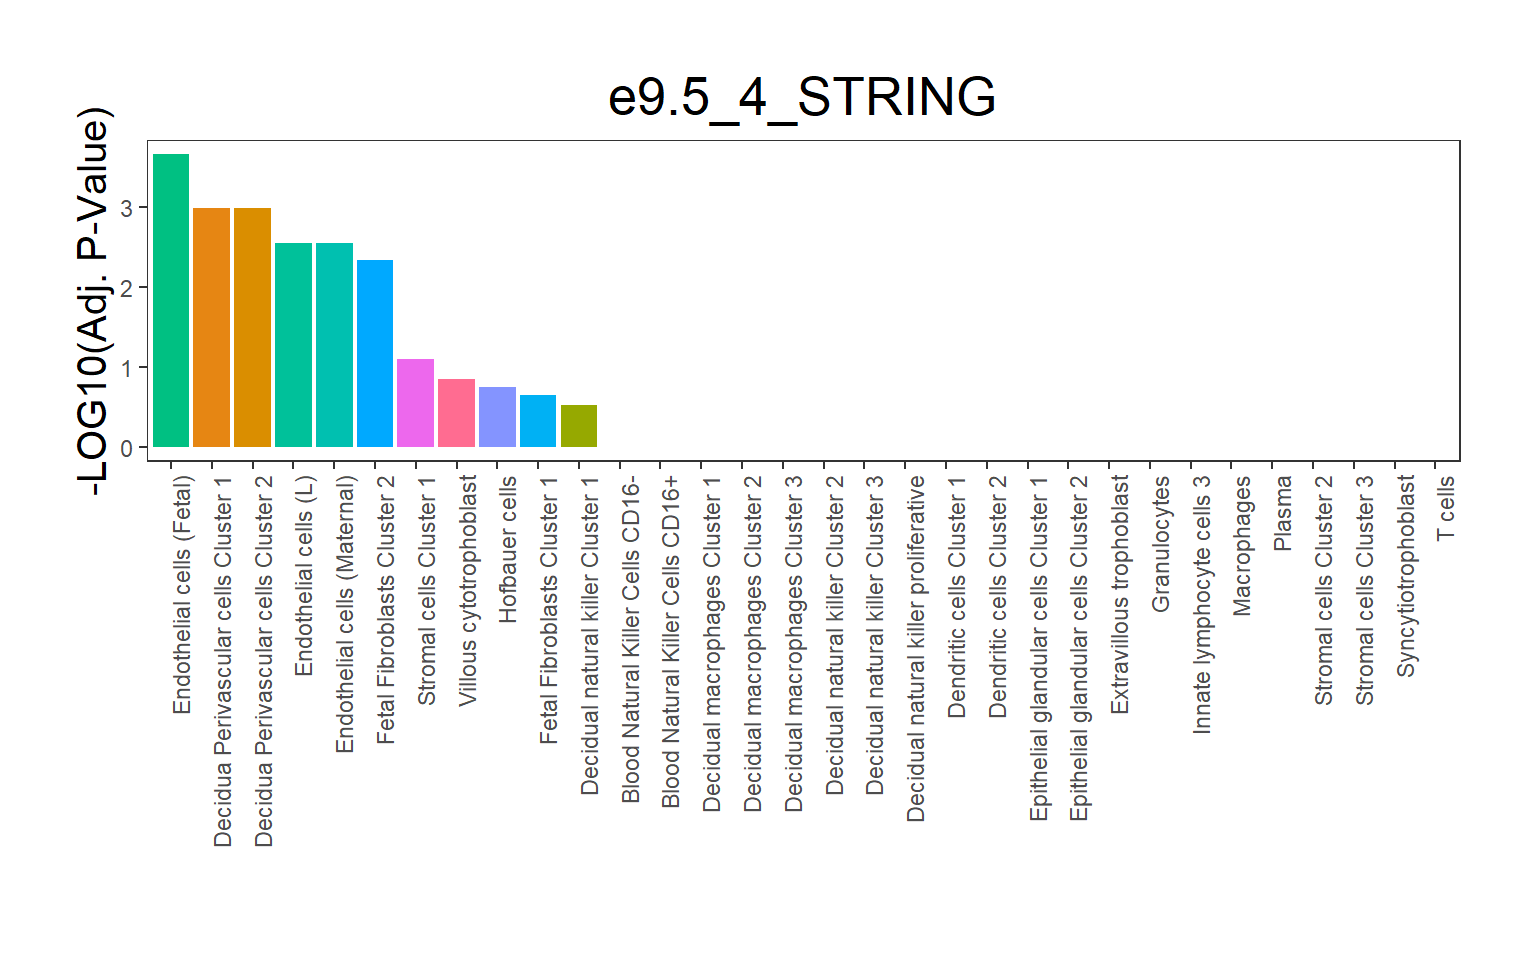 e9.5_4_STRING
-LOG10(Adj. P-Value)
3
2
1
0
Endothelial cells (Fetal)
Decidua Perivascular cells Cluster 1
Decidua Perivascular cells Cluster 2
Endothelial cells (L)
Endothelial cells (Maternal)
Fetal Fibroblasts Cluster 2
Stromal cells Cluster 1
Villous cytotrophoblast
Hofbauer cells
Fetal Fibroblasts Cluster 1
Decidual natural killer Cluster 1
Blood Natural Killer Cells CD16-
Blood Natural Killer Cells CD16+
Decidual macrophages Cluster 1
Decidual macrophages Cluster 2
Decidual macrophages Cluster 3
Decidual natural killer Cluster 2
Decidual natural killer Cluster 3
Decidual natural killer proliferative
Dendritic cells Cluster 1
Dendritic cells Cluster 2
Epithelial glandular cells Cluster 1
Epithelial glandular cells Cluster 2
Extravillous trophoblast
Granulocytes
Innate lymphocyte cells 3
Macrophages
Plasma
Stromal cells Cluster 2
Stromal cells Cluster 3
Syncytiotrophoblast
T cells